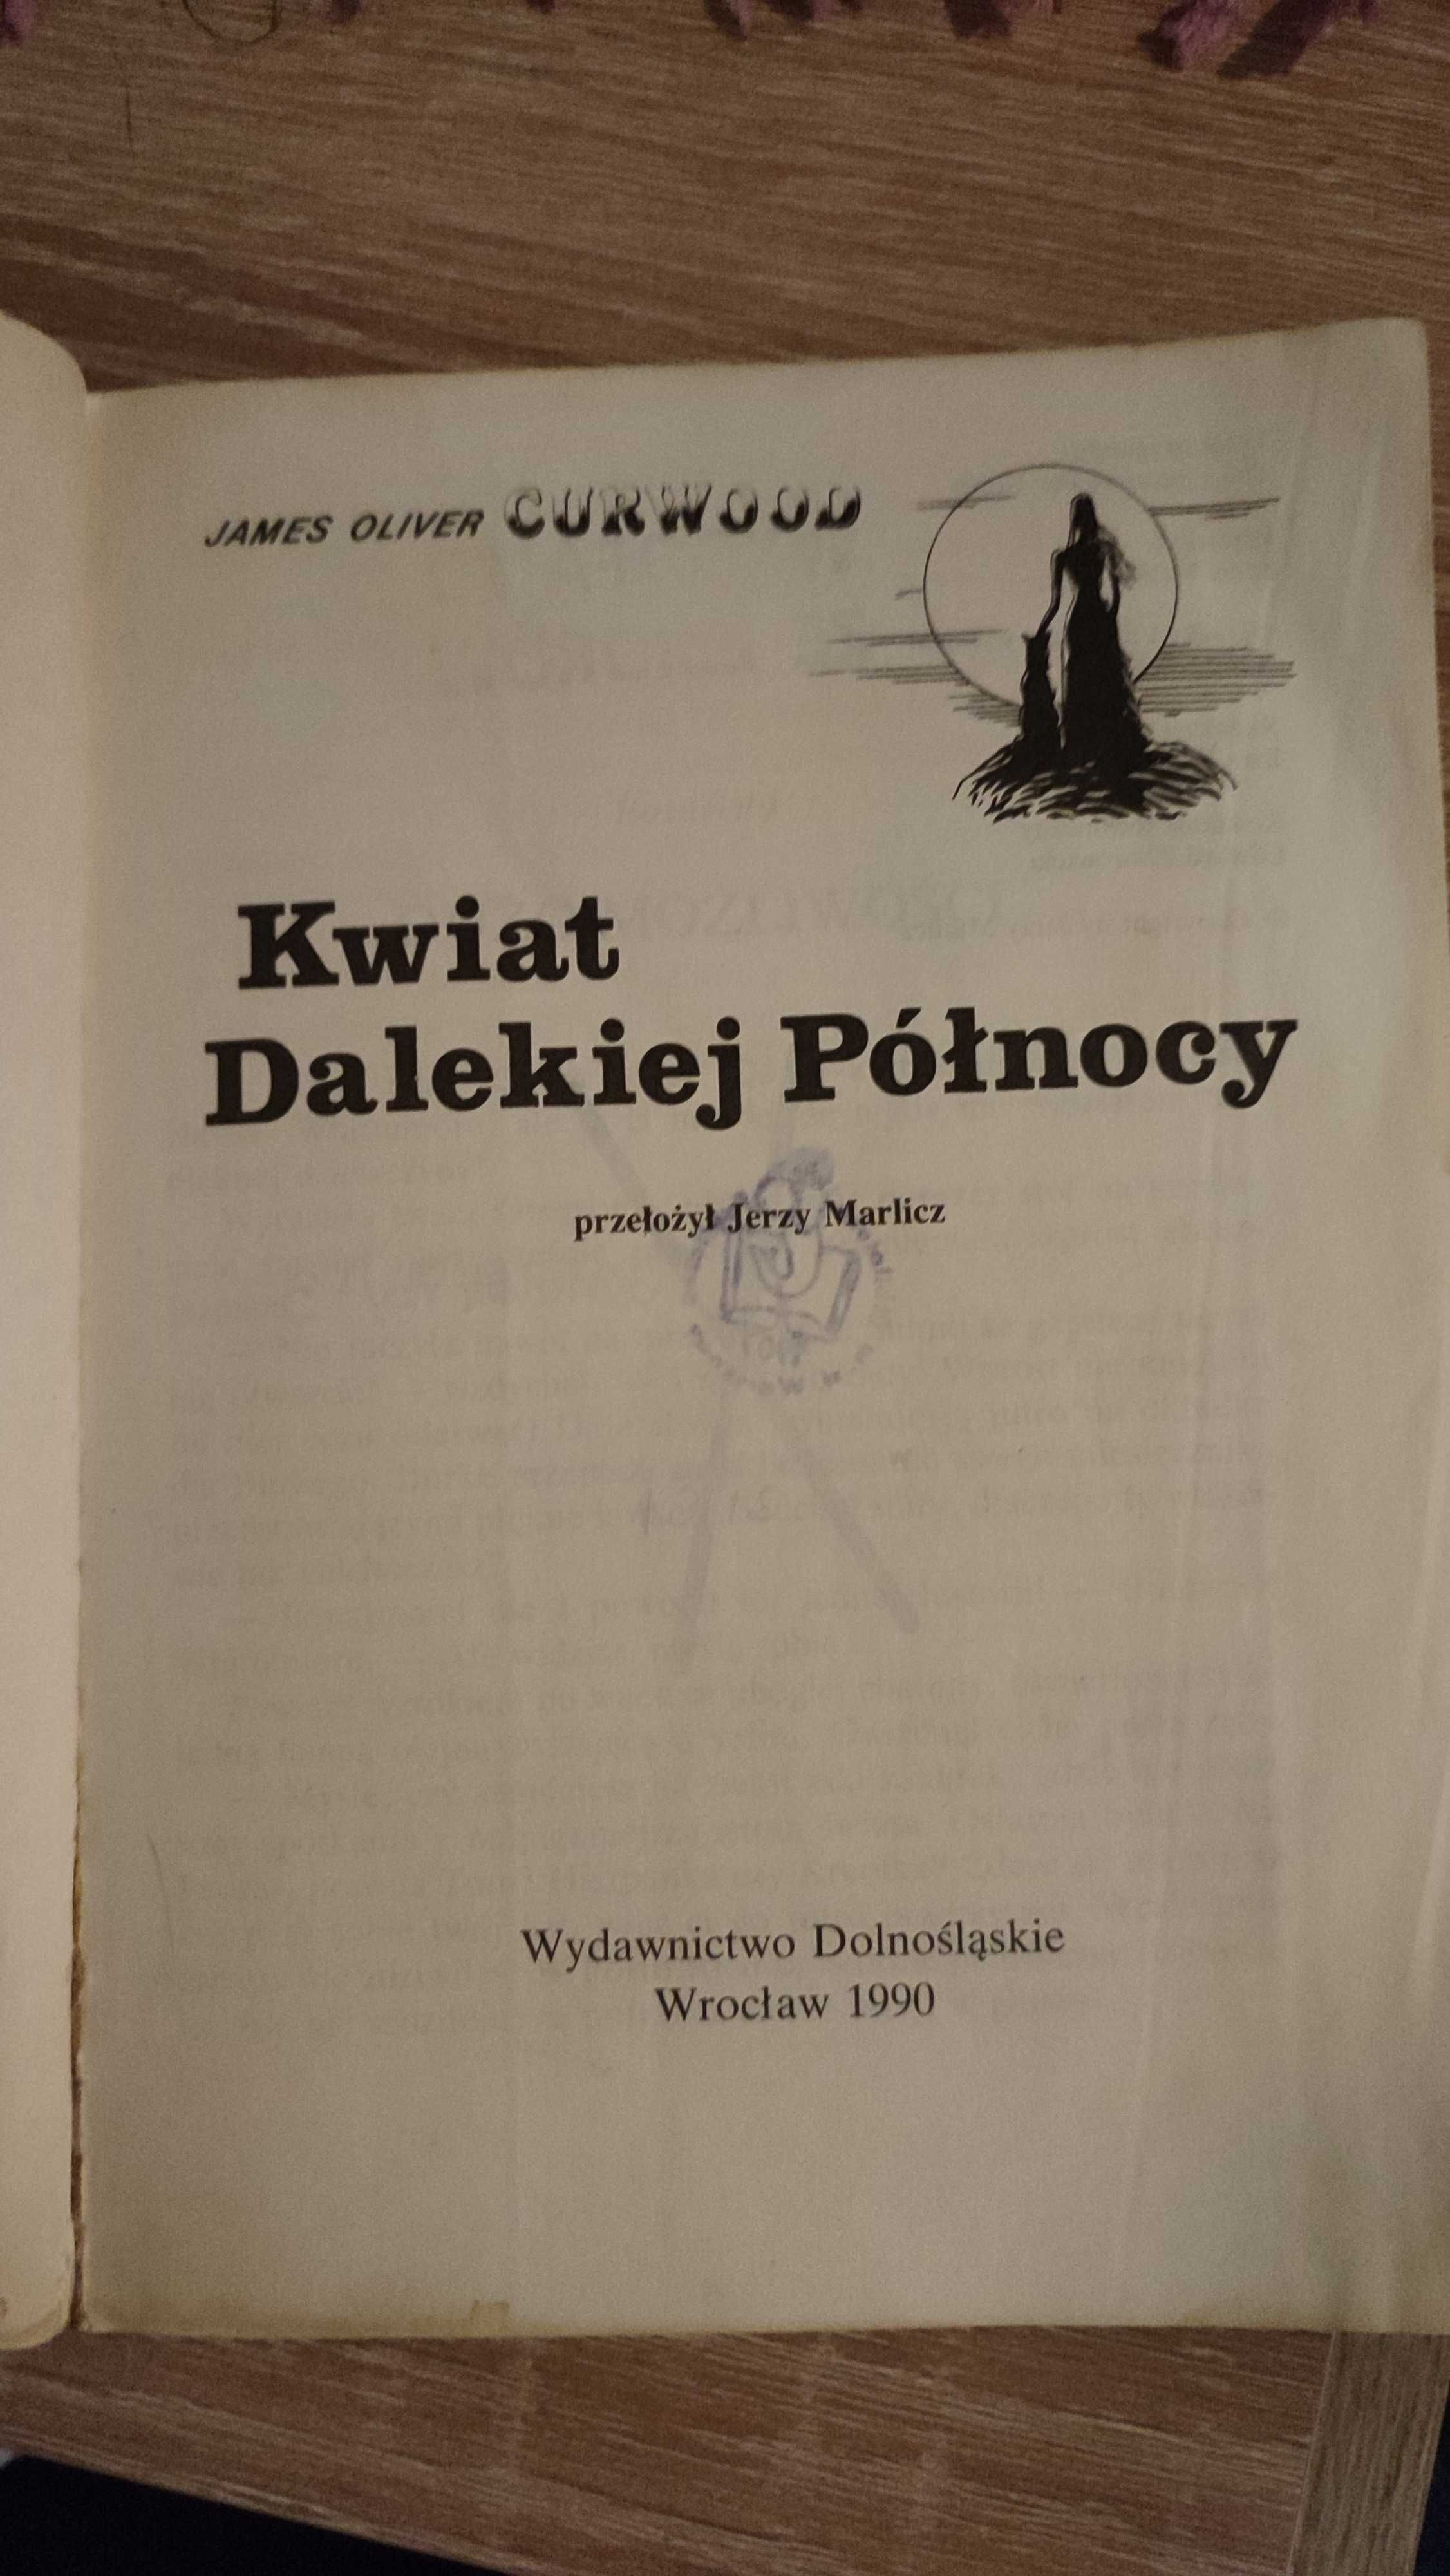 JAMES OLIVER CURWOOD
Kwiat
Dalekiej Północy
przełożył Jerzy Marlicz
Wydawnictwo Dolnośląskie
Wrocław 1990